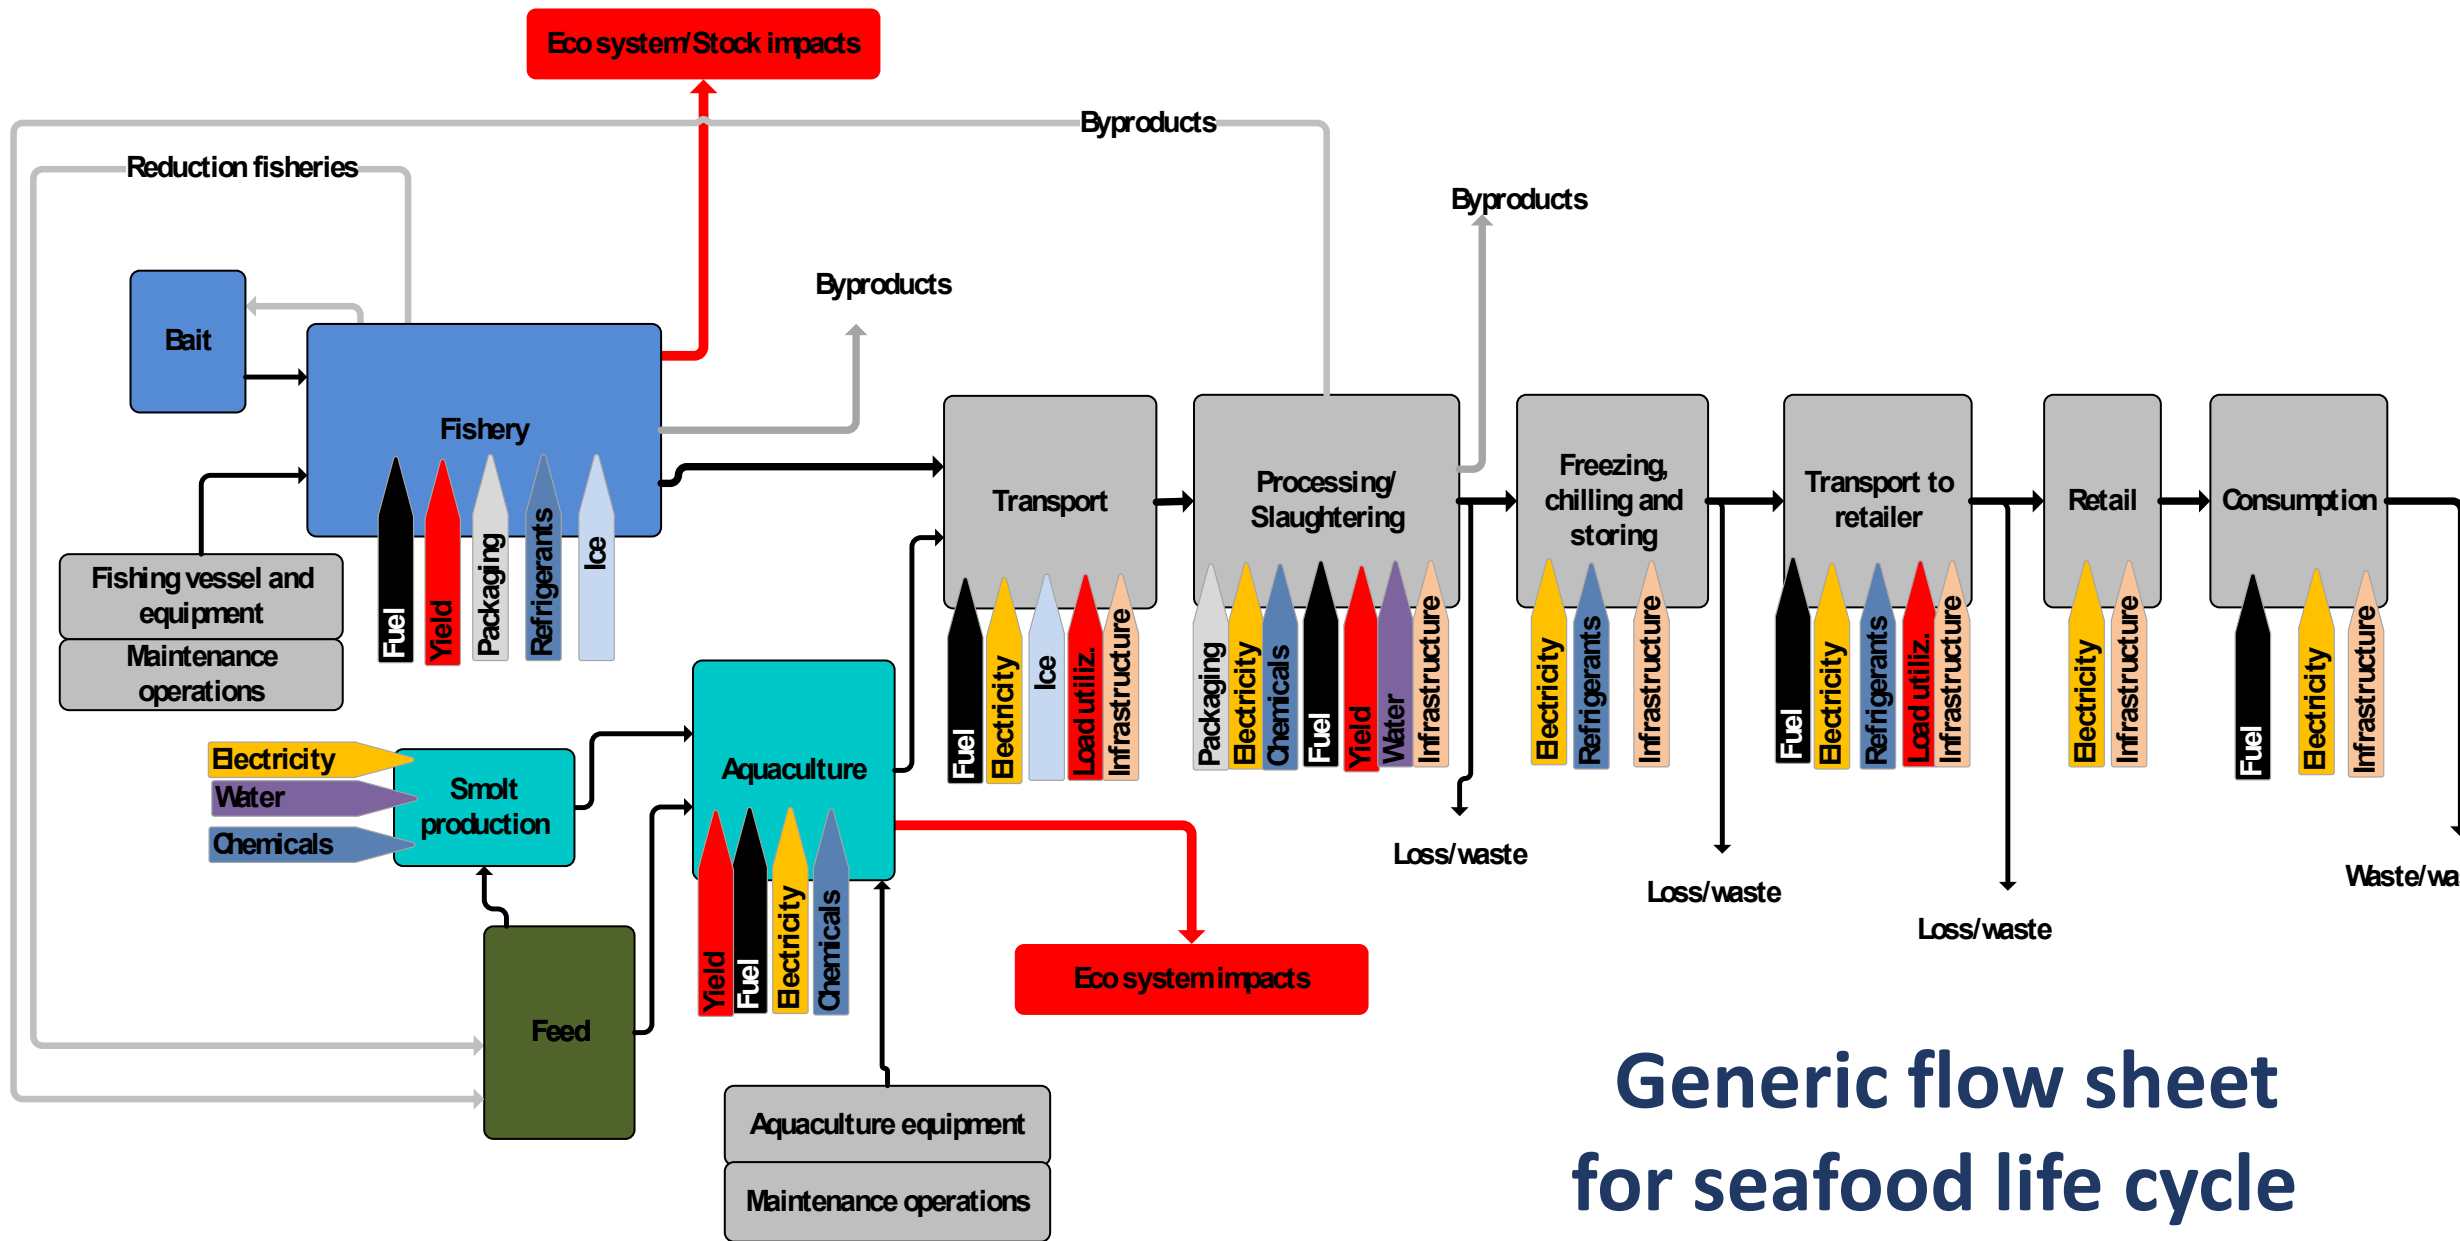 Eco system/Stock impacts
Byproducts
Reduction fisheries
Byproducts
Byproducts
Bait
Fishery
Fuel
Yield
Packaging
Refrigerants
Ice
Fishing vessel and
equipment
Maintenance
operations
Transport
Fuel
Electricity
Ice
Load utiliz.
Infrastructure
Processing/
Slaughtering
Packaging
Electricity
Chemicals
Fuel
Yield
Water
Infrastructure
Freezing,
chilling and
storing
Electricity
Refrigerants
Infrastructure
Transport to
retailer
Fuel
Electricity
Refrigerants
Load utiliz.
Infrastructure
Retail
Electricity
Infrastructure
Consumption
Fuel
Electricity
Infrastructure
Electricity
Water
Chemicals
Smolt
production
Aquaculture
Yield
Fuel
Electricity
Chemicals
Loss/waste
Loss/waste
Loss/waste
Waste/wa
Eco system impacts
Feed
Aquaculture equipment
Maintenance operations
Generic flow sheet
for seafood life cycle